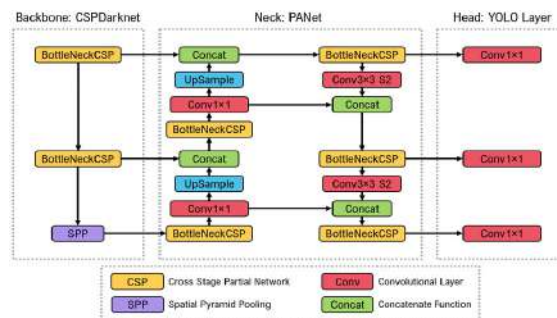 Backbone: CSPDarknet
Neck: PANet
Head: YOLO Layer
BottleNeckCSP
Concat
BottleNeckCSP
Conv1×1
UpSample
Conv3×3 S2
Conv1×1
Concat
BottleNeckCSP
BottleNeckCSP
Concat
BottleNeckCSP
Conv1×1
UpSample
Conv3×3 S2
Conv1×1
Concat
SPP
BottleNeckCSP
BottleNeckCSP
Conv1×1
CSP Cross Stage Partial Network
Conv Convolutional Layer
SPP Spatial Pyramid Pooling
Concat Concatenate Function